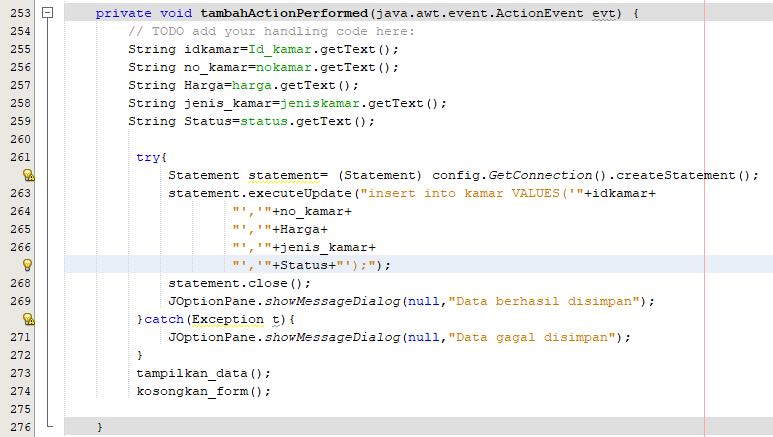 253 private void tambahActionPerformed(java.awt.event.ActionEvent evt) {
254 // TODO add your handling code here:
255 String idkamar=Id_kamar.getText();
256 String no_kamar=nokamar.getText();
257 String Harga=harga.getText();
258 String jenis_kamar=jeniskamar.getText();
259 String Status=status.getText();
260
261 try{
Statement statement= (Statement) config.GetConnection().createStatement();
263 statement.executeUpdate("insert into kamar VALUES('"+idkamar+
264 "','"+no_kamar+
265 "','"+Harga+
266 "','"+jenis_kamar+
"','"+Status+"');");
268 statement.close();
269 JOptionPane.showMessageDialog(null,"Data berhasil disimpan");
}catch(Exception t){
271 JOptionPane.showMessageDialog(null,"Data gagal disimpan");
272 }
273 tampilkan_data();
274 kosongkan_form();
275
276 }